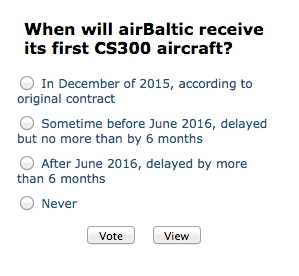 When will airBaltic receive
its first CS300 aircraft?
In December of 2015, according to
original contract
Sometime before June 2016, delayed
but no more than by 6 months
After June 2016, delayed by more
than 6 months
Never
Vote View